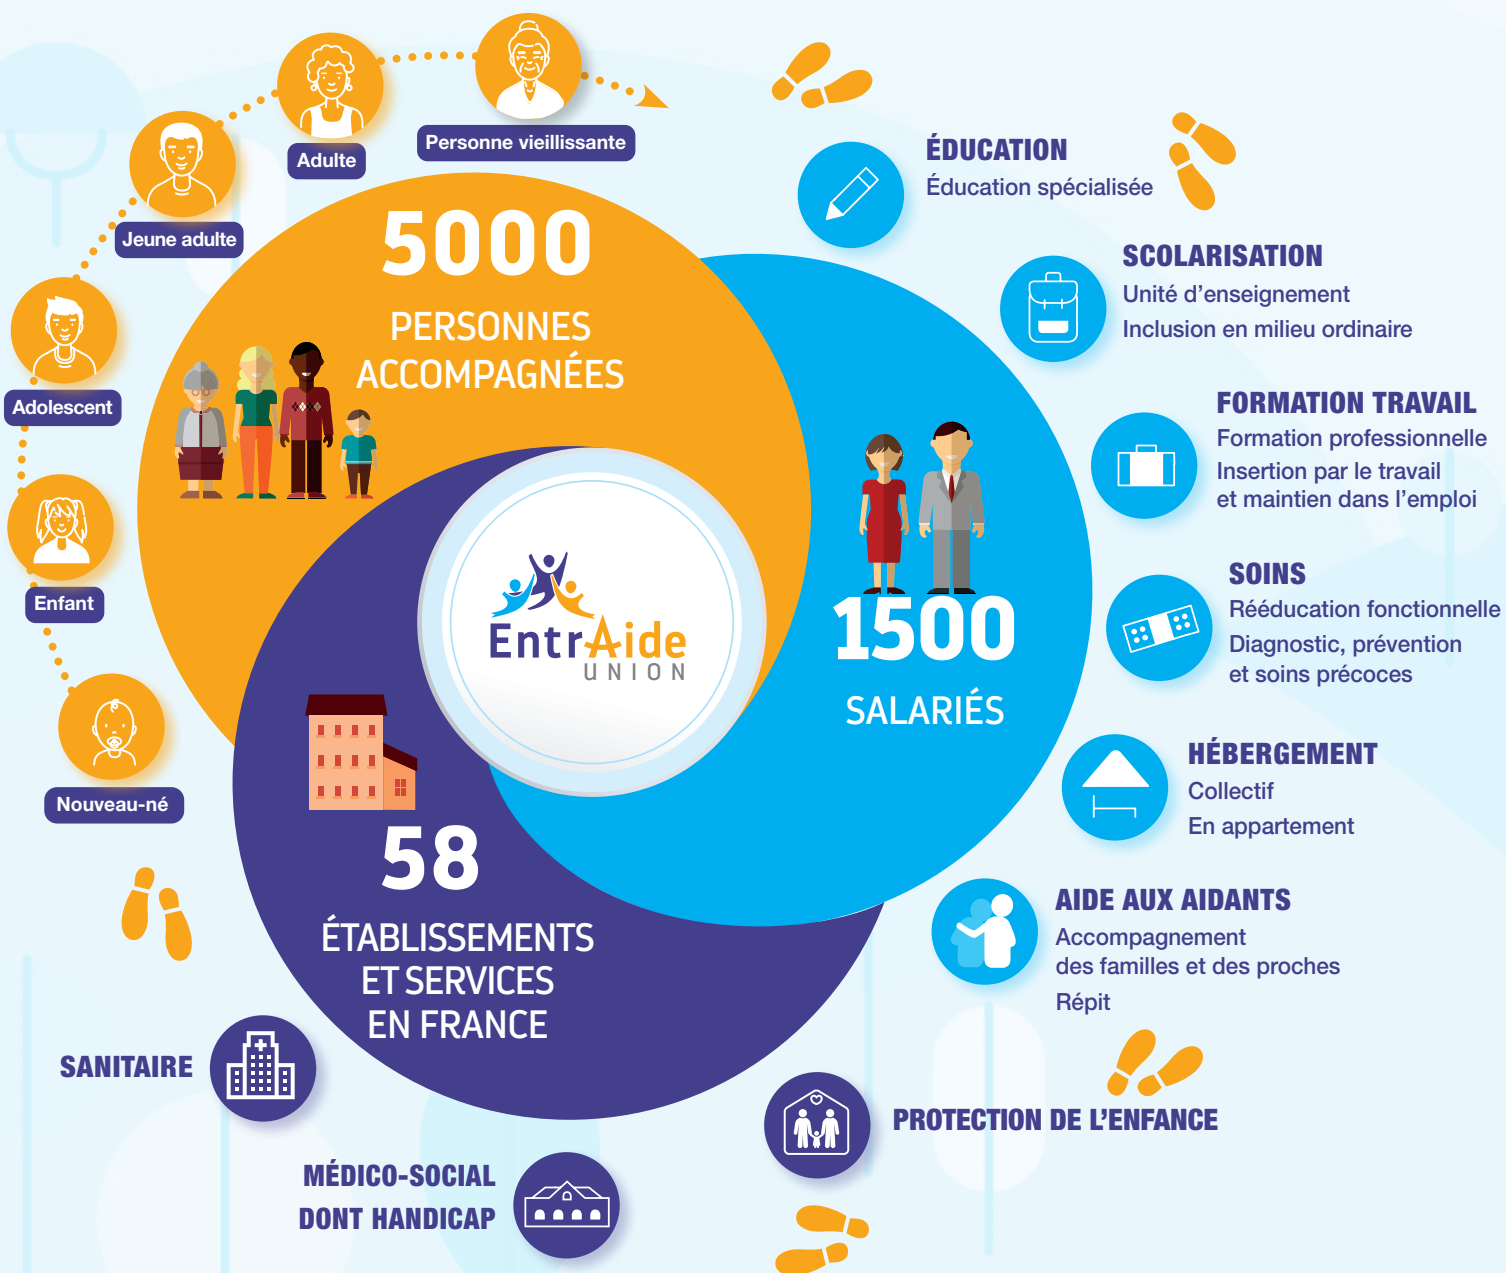 Personne vieillissante
Adulte
Jeune adulte
Adolescent
Enfant
Nouveau-né
5000
PERSONNES
ACCOMPAGNÉES
EntrAide
UNION
1500
SALARIÉS
58
ÉTABLISSEMENTS
ET SERVICES
EN FRANCE
ÉDUCATION
Éducation spécialisée
SCOLARISATION
Unité d’enseignement
Inclusion en milieu ordinaire
FORMATION TRAVAIL
Formation professionnelle
Insertion par le travail
et maintien dans l’emploi
SOINS
Rééducation fonctionnelle
Diagnostic, prévention
et soins précoces
HÉBERGEMENT
Collectif
En appartement
AIDE AUX AIDANTS
Accompagnement
des familles et des proches
Répit
SANITAIRE
MÉDICO-SOCIAL
DONT HANDICAP
PROTECTION DE L’ENFANCE